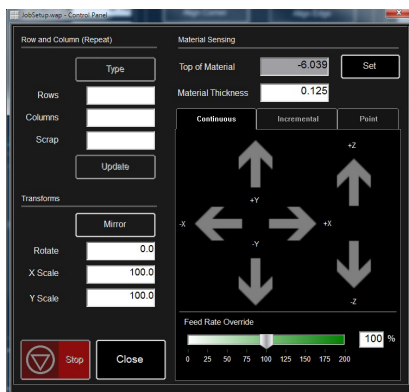 JobSetup.wap - Control Panel
Row and Column (Repeat)
Type
Rows
Columns
Scrap
Update
Transforms
Mirror
Rotate 0.0
X Scale 100.0
Y Scale 100.0
Stop
Close
Material Sensing
Top of Material -6.039 Set
Material Thickness 0.125
Continuous Incremental Point
+Z
+Y
-X +X
-Y
-Z
Feed Rate Override
100 %
0 25 50 75 100 125 150 175 200